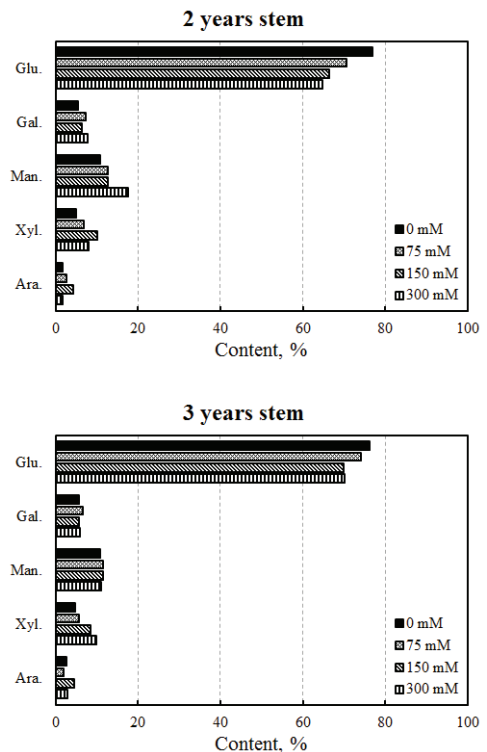 2 years stem
Glu.
Gal.
Man.
Xyl.
Ara.
0 mM
75 mM
150 mM
300 mM
0 20 40 60 80 100
Content, %
3 years stem
Glu.
Gal.
Man.
Xyl.
Ara.
0 mM
75 mM
150 mM
300 mM
0 20 40 60 80 100
Content, %